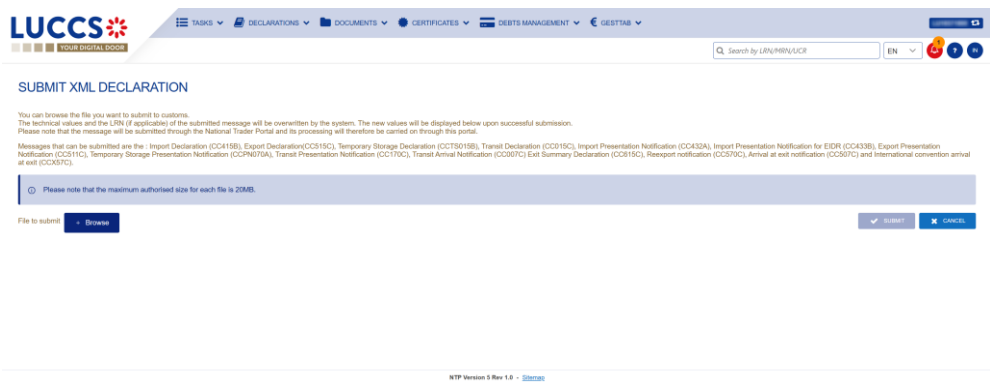 LUCCS
YOUR DIGITAL DOOR
TASKS DECLARATIONS DOCUMENTS CERTIFICATES DEBTS MANAGEMENT € GESTTAB
Search by LRN/MRN/UCR EN 1 ? IN
SUBMIT XML DECLARATION
You can browse the file you want to submit to customs.
The technical values and the LRN (if applicable) of the submitted message will be overwritten by the system. The new values will be displayed below upon successful submission.
Please note that the message will be submitted through the National Trader Portal and its processing will therefore be carried on through this portal.
Messages that can be submitted are the : Import Declaration (CC415B), Export Declaration(CC515C), Temporary Storage Declaration (CCTS015B), Transit Declaration (CC015C), Import Presentation Notification (CC432A), Import Presentation Notification for EIDR (CC433B), Export Presentation
Notification (CC511C), Temporary Storage Presentation Notification (CCPN070A), Transit Presentation Notification (CC170C), Transit Arrival Notification (CC007C) Exit Summary Declaration (CC615C), Reexport notification (CC570C), Arrival at exit notification (CC507C) and International convention arrival
at exit (CCX57C).
Please note that the maximum authorised size for each file is 20MB.
File to submit + Browse SUBMIT CANCEL
NTP Version 5 Rev 1.0 - Sitemap